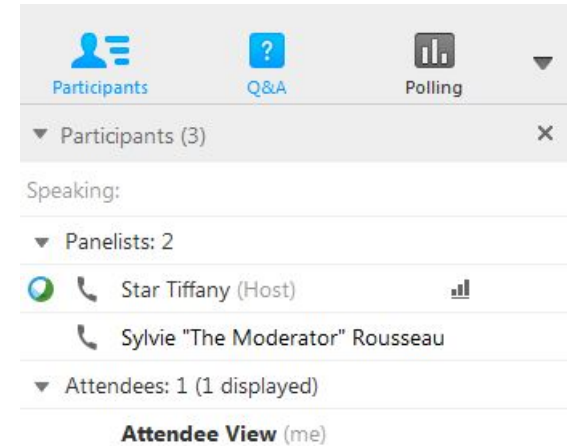 Participants
Q&A
Polling
Participants (3)
Speaking:
Panelists: 2
Star Tiffany (Host)
Sylvie "The Moderator" Rousseau
Attendees: 1 (1 displayed)
Attendee View (me)